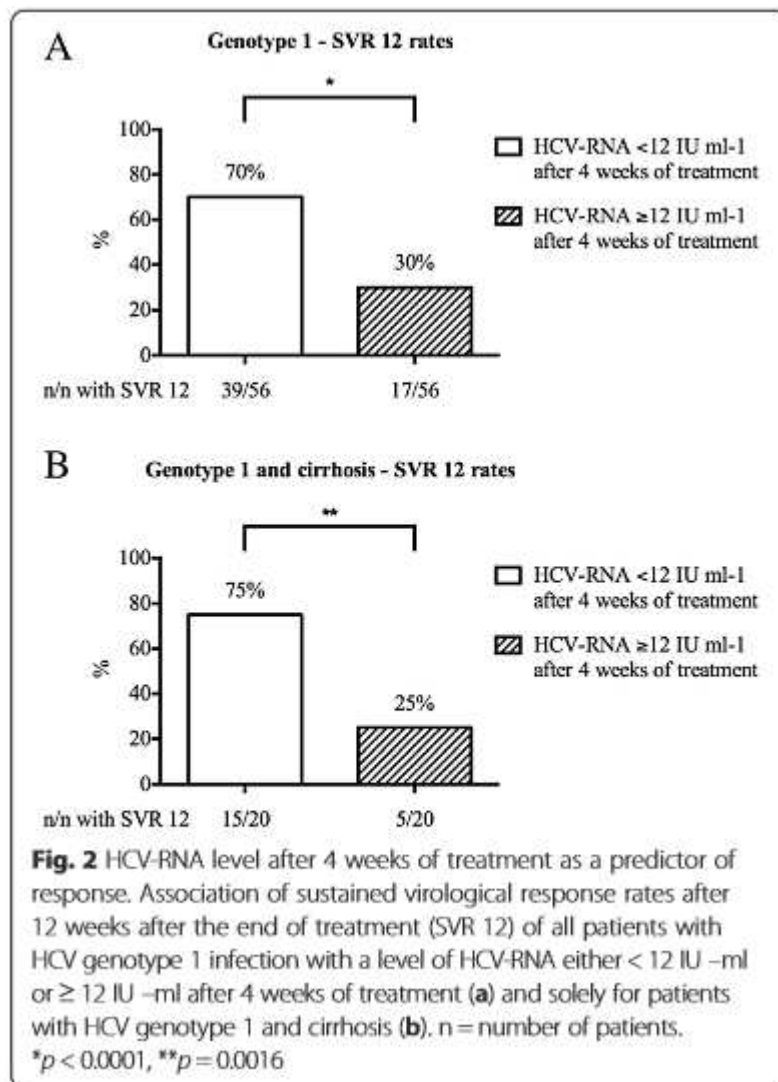 A
Genotype 1 - SVR 12 rates
*
100
80
60
40
20
0
%
70%
30%
HCV-RNA <12 IU ml-1
after 4 weeks of treatment
HCV-RNA ≥12 IU ml-1
after 4 weeks of treatment
n/n with SVR 12 39/56 17/56
B
Genotype 1 and cirrhosis - SVR 12 rates
**
100
80
60
40
20
0
%
75%
25%
HCV-RNA <12 IU ml-1
after 4 weeks of treatment
HCV-RNA ≥12 IU ml-1
after 4 weeks of treatment
n/n with SVR 12 15/20 5/20
Fig. 2 HCV-RNA level after 4 weeks of treatment as a predictor of
response. Association of sustained virological response rates after
12 weeks after the end of treatment (SVR 12) of all patients with
HCV genotype 1 infection with a level of HCV-RNA either < 12 IU –ml
or ≥ 12 IU –ml after 4 weeks of treatment (a) and solely for patients
with HCV genotype 1 and cirrhosis (b). n = number of patients.
*p < 0.0001, **p = 0.0016